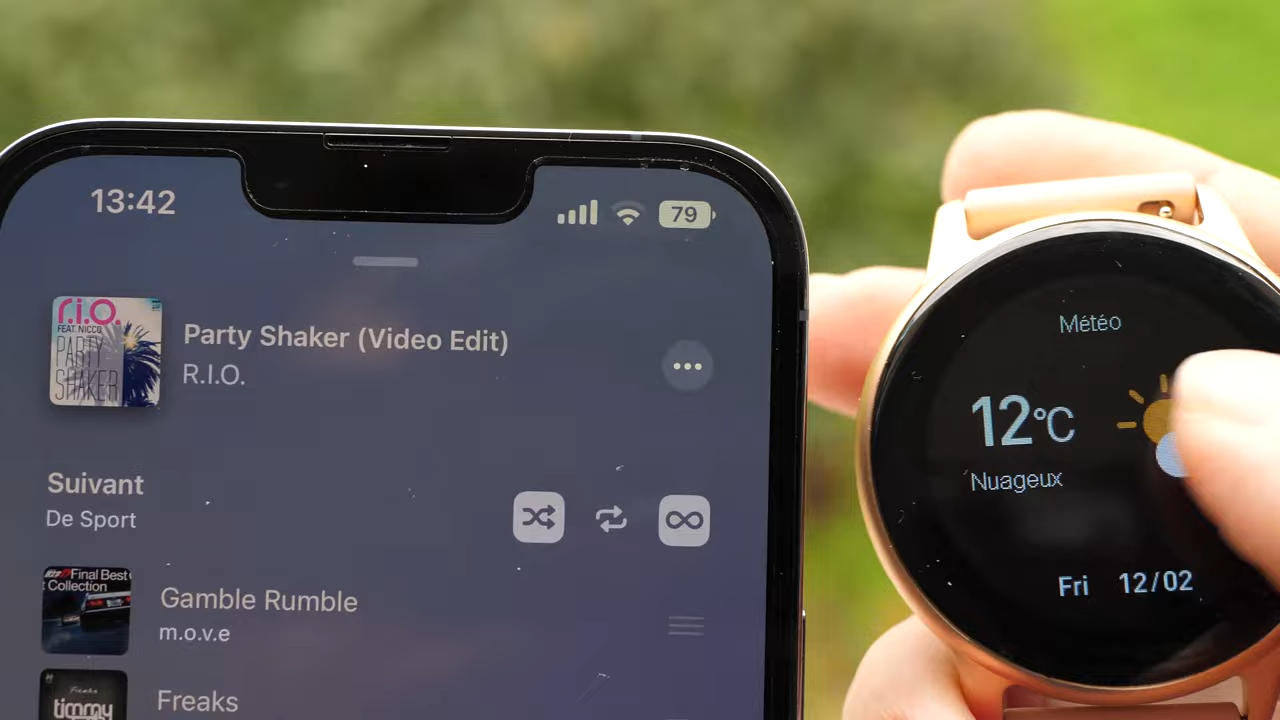 13:42
79
r.i.o.
FEAT. NICCO
PARTY
SHAKER
Party Shaker (Video Edit)
R.I.O.
Suivant
De Sport
Final Best
Collection
Gamble Rumble
m.o.v.e
Freaks
timmy
Freaks
Météo
12°C
Nuageux
Fri 12/02